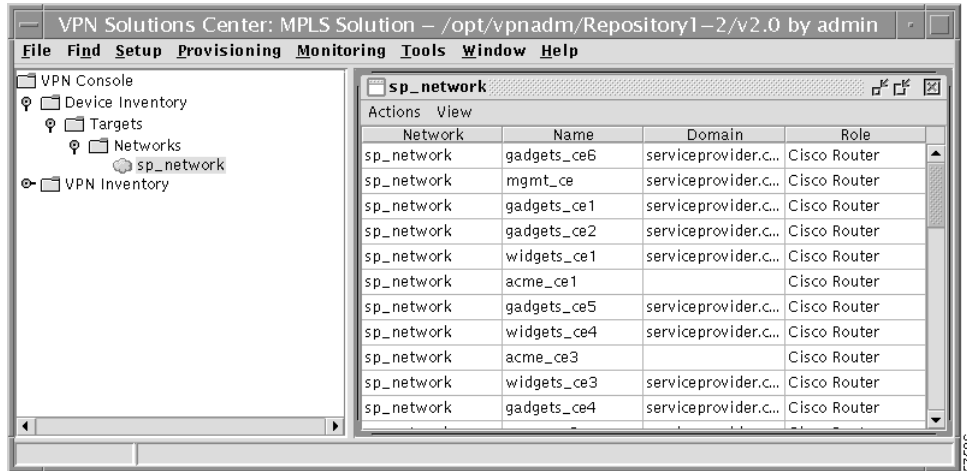 VPN Solutions Center: MPLS Solution – /opt/vpnadm/Repository1-2/v2.0 by admin
File Find Setup Provisioning Monitoring Tools Window Help
VPN Console
Device Inventory
Targets
Networks
sp_network
VPN Inventory
sp_network
Actions View
Network Name Domain Role
sp_network gadgets_ce6 serviceprovider.c... Cisco Router
sp_network mgmt_ce serviceprovider.c... Cisco Router
sp_network gadgets_ce1 serviceprovider.c... Cisco Router
sp_network gadgets_ce2 serviceprovider.c... Cisco Router
sp_network widgets_ce1 serviceprovider.c... Cisco Router
sp_network acme_ce1 Cisco Router
sp_network gadgets_ce5 serviceprovider.c... Cisco Router
sp_network widgets_ce4 serviceprovider.c... Cisco Router
sp_network acme_ce3 Cisco Router
sp_network widgets_ce3 serviceprovider.c... Cisco Router
sp_network gadgets_ce4 serviceprovider.c... Cisco Router